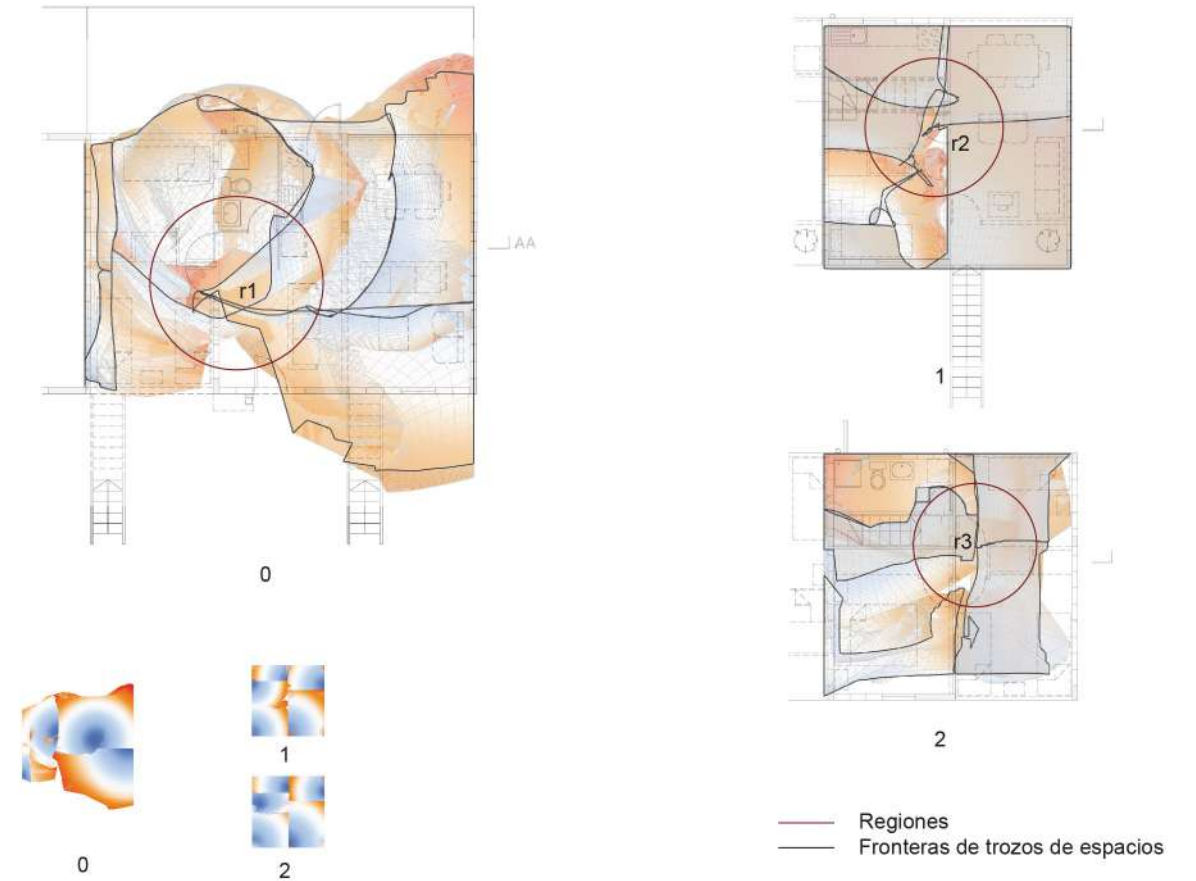 AA
r1
0
r2
1
r3
2
0
1
2
Regiones
Fronteras de trozos de espacios